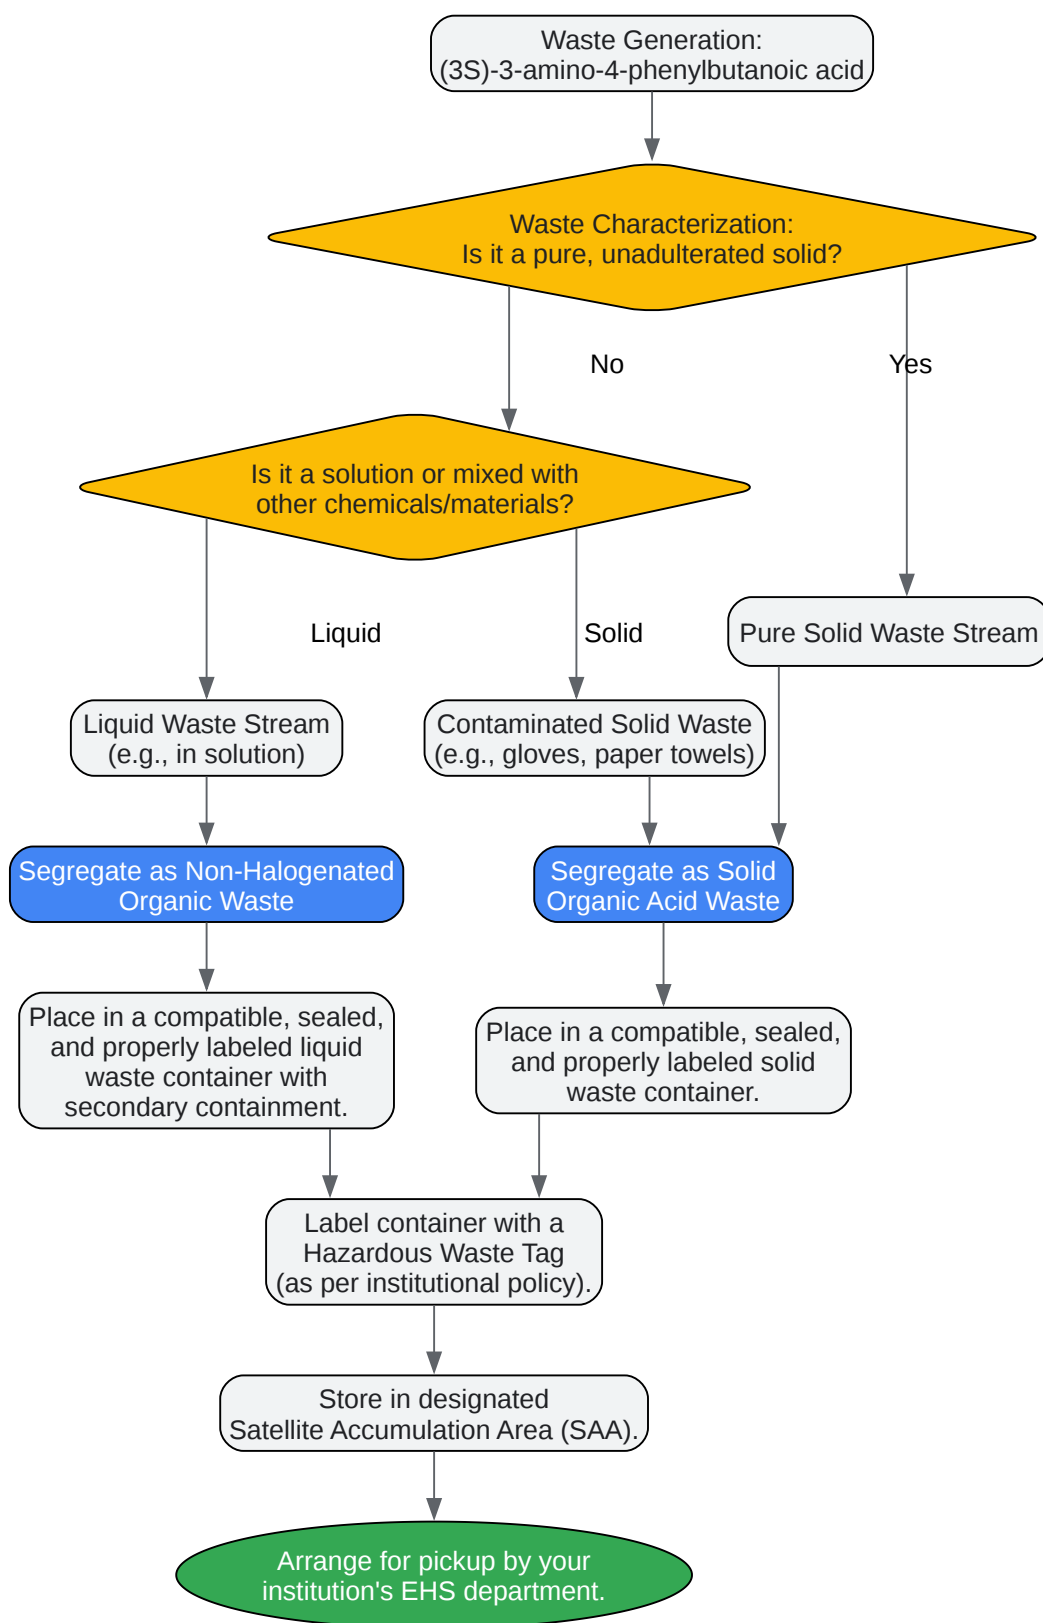 Waste Generation:
(3S)-3-amino-4-phenylbutanoic acid
Waste Characterization:
Is it a pure, unadulterated solid?
No
Yes
Is it a solution or mixed with
other chemicals/materials?
Liquid
Solid
Pure Solid Waste Stream
Liquid Waste Stream
(e.g., in solution)
Contaminated Solid Waste
(e.g., gloves, paper towels)
Segregate as Non-Halogenated
Organic Waste
Segregate as Solid
Organic Acid Waste
Place in a compatible, sealed,
and properly labeled liquid
waste container with
secondary containment.
Place in a compatible, sealed,
and properly labeled solid
waste container.
Label container with a
Hazardous Waste Tag
(as per institutional policy).
Store in designated
Satellite Accumulation Area (SAA).
Arrange for pickup by your
institution's EHS department.